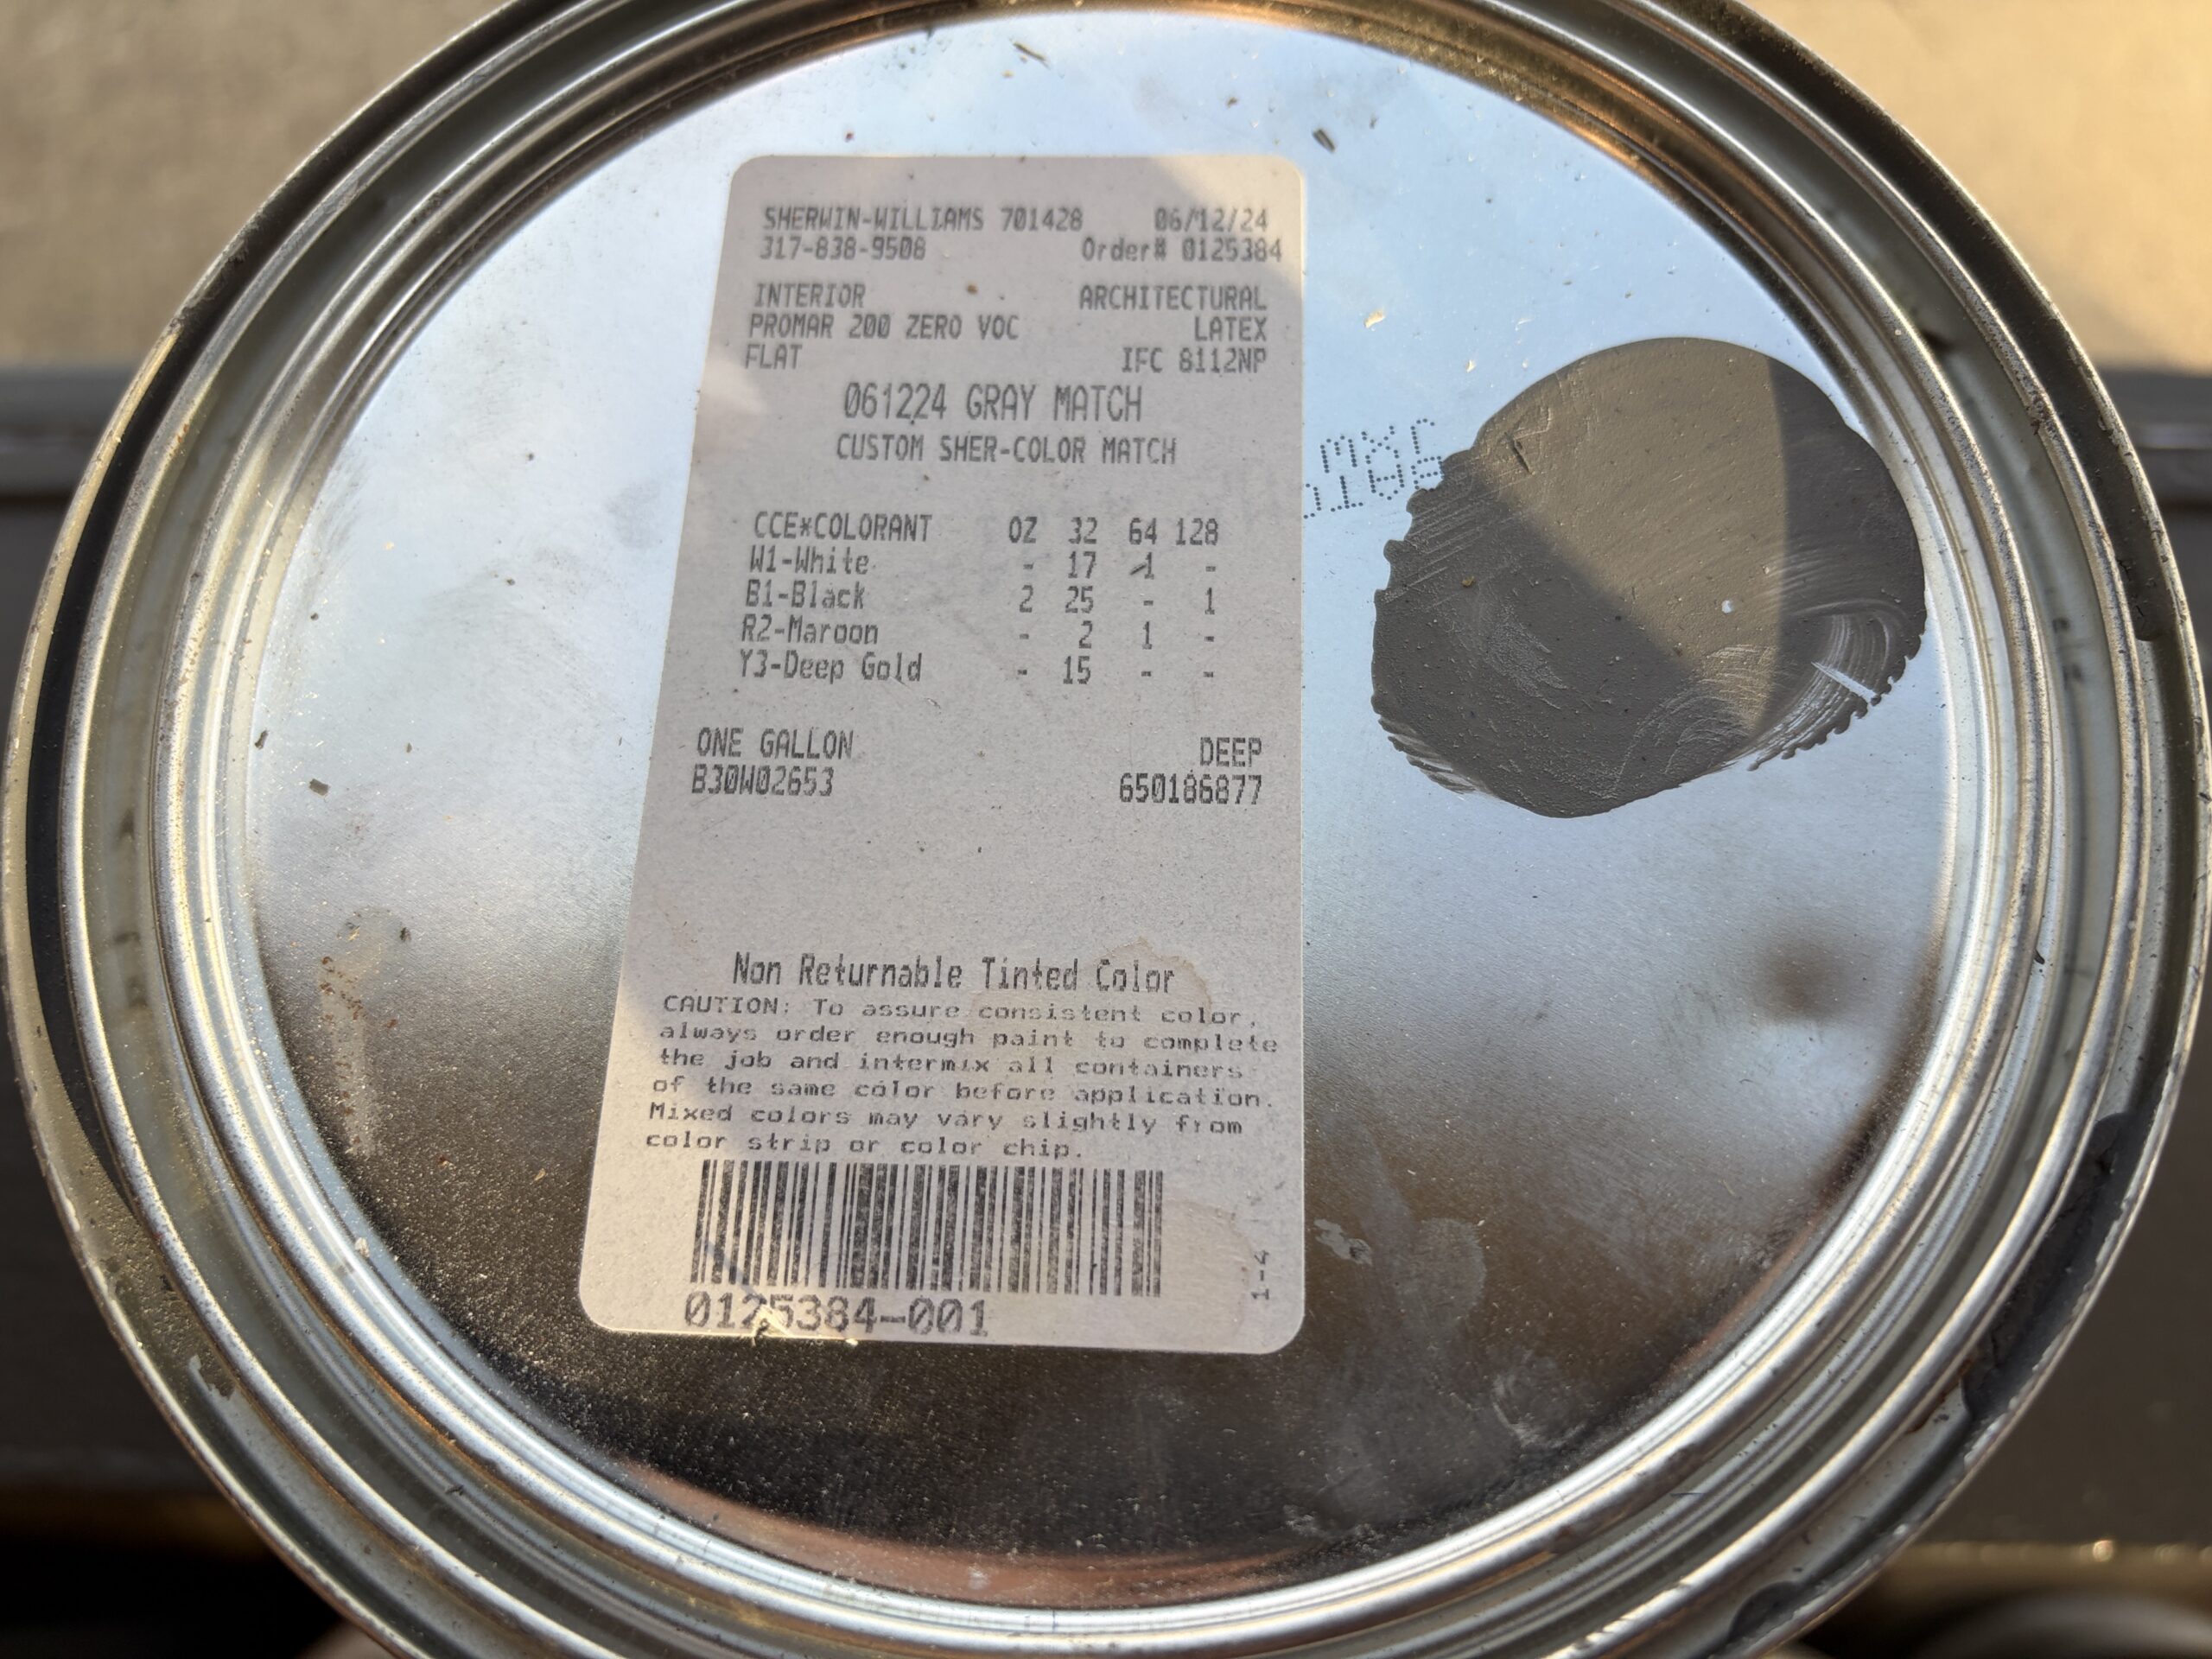 SHERWIN-WILLIAMS 701428 06/12/24
317-838-9508 Order# 0125384
INTERIOR ARCHITECTURAL
PROMAR 200 ZERO VOC LATEX
FLAT IFC 8112NP
061224 GRAY MATCH
CUSTOM SHER-COLOR MATCH
CCE*COLORANT OZ 32 64 128
W1-White - 17 1 -
B1-Black 2 25 - 1
R2-Maroon - 2 1 -
Y3-Deep Gold - 15 - -
ONE GALLON DEEP
B30W02653 650186877
Non Returnable Tinted Color
CAUTION: To assure consistent color,
always order enough paint to complete
the job and intermix all containers
of the same color before application.
Mixed colors may vary slightly from
color strip or color chip.
0125384-001
1-4